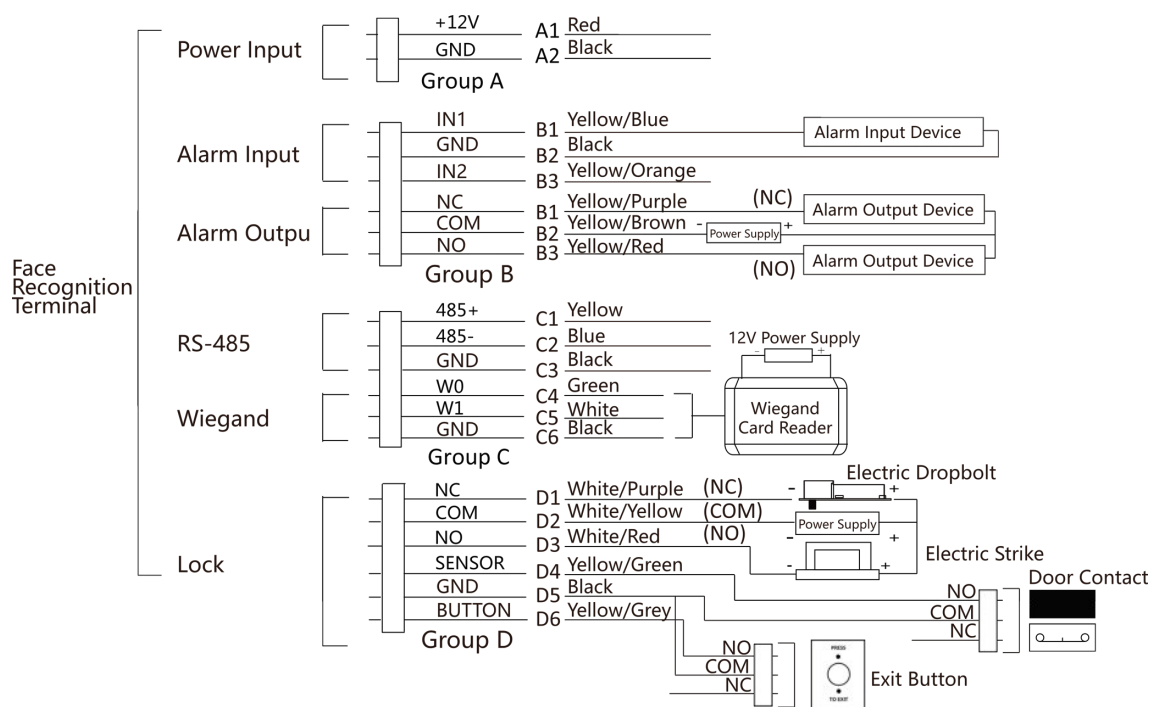 Face
Recognition
Terminal
Power Input
+12V A1 Red
GND A2 Black
Group A
Alarm Input
IN1 B1 Yellow/Blue Alarm Input Device
GND B2 Black
IN2 B3 Yellow/Orange
Alarm Outpu
NC B1 Yellow/Purple (NC) Alarm Output Device
COM B2 Yellow/Brown - Power Supply +
NO B3 Yellow/Red (NO) Alarm Output Device
Group B
RS-485
485+ C1 Yellow
485- C2 Blue
GND C3 Black
12V Power Supply
- +
Wiegand
W0 C4 Green
W1 C5 White
GND C6 Black
Wiegand
Card Reader
Group C
Lock
Electric Dropbolt
NC D1 White/Purple (NC) - +
COM D2 White/Yellow (COM) Power Supply
- +
NO D3 White/Red (NO) - +
Electric Strike
SENSOR D4 Yellow/Green
GND D5 Black
BUTTON D6 Yellow/Grey
Group D
Door Contact
NO
COM
NC
NO
COM
NC
PRESS
TO EXIT
Exit Button